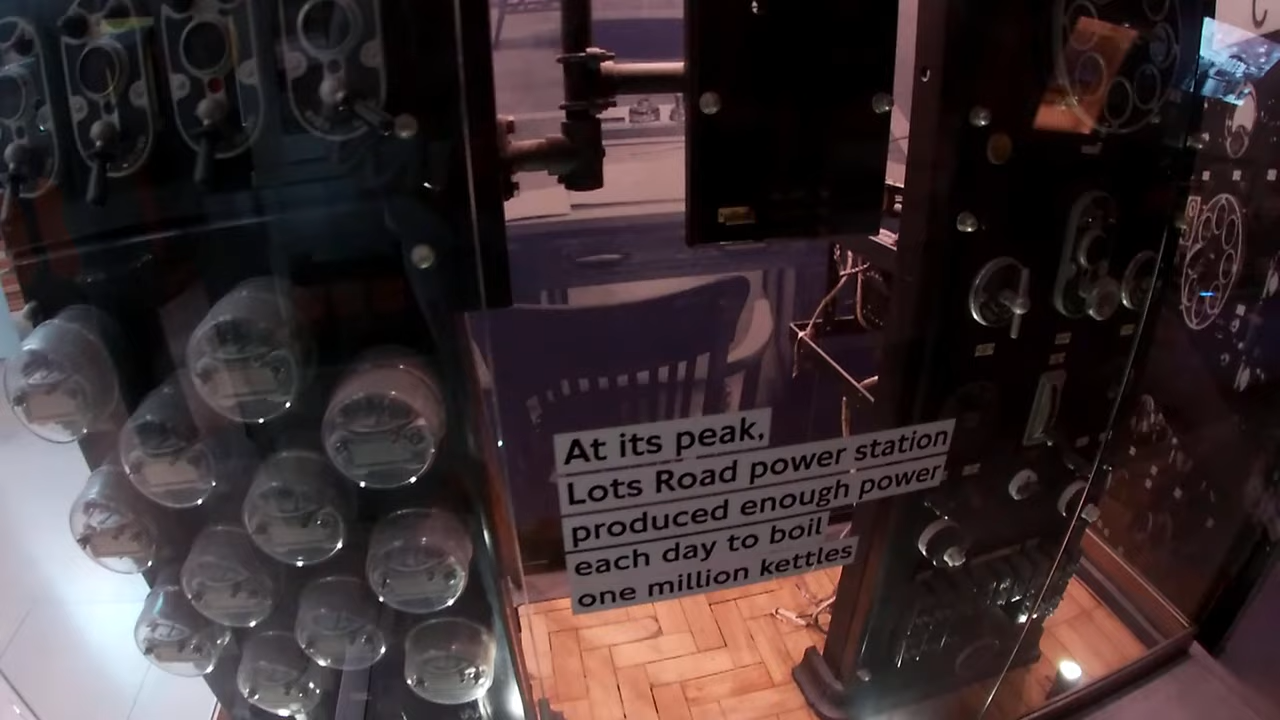 At its peak,
Lots Road power station
produced enough power
each day to boil
one million kettles